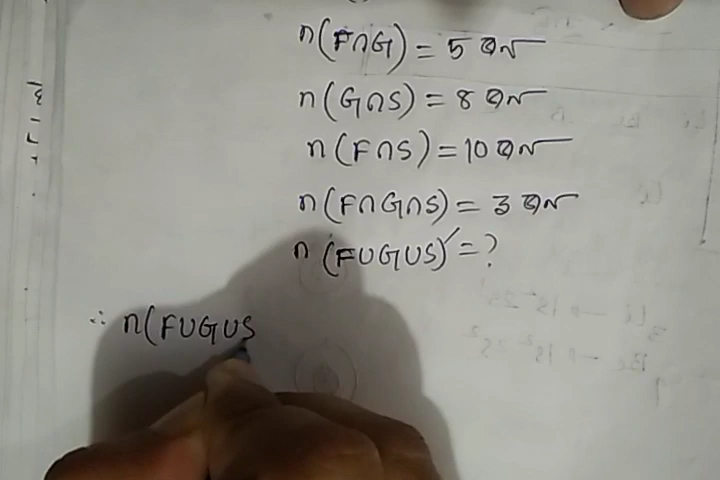 n(F∩G) = 5 জন
n(G∩S) = 8 জন
n(F∩S) = 10 জন
n(F∩G∩S) = 3 জন
n(F∪G∪S)′ = ?
∴ n(F∪G∪S